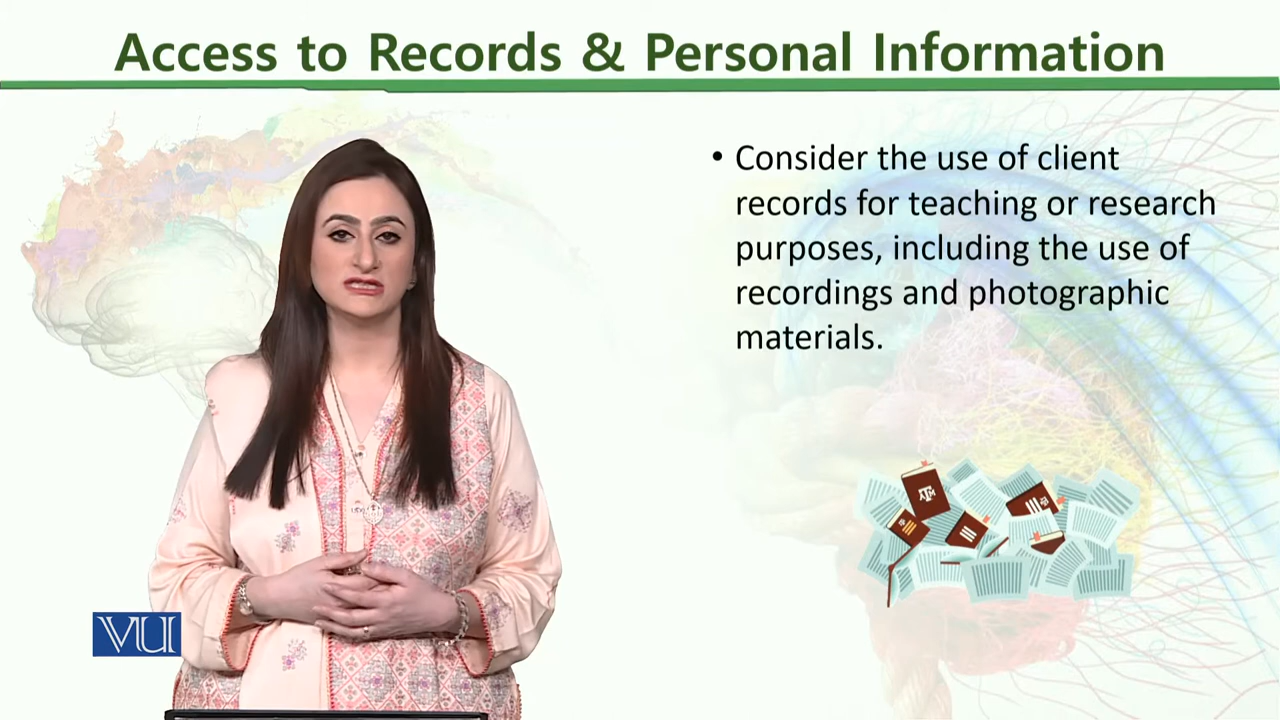 Access to Records & Personal Information
• Consider the use of client
records for teaching or research
purposes, including the use of
recordings and photographic
materials.
VU